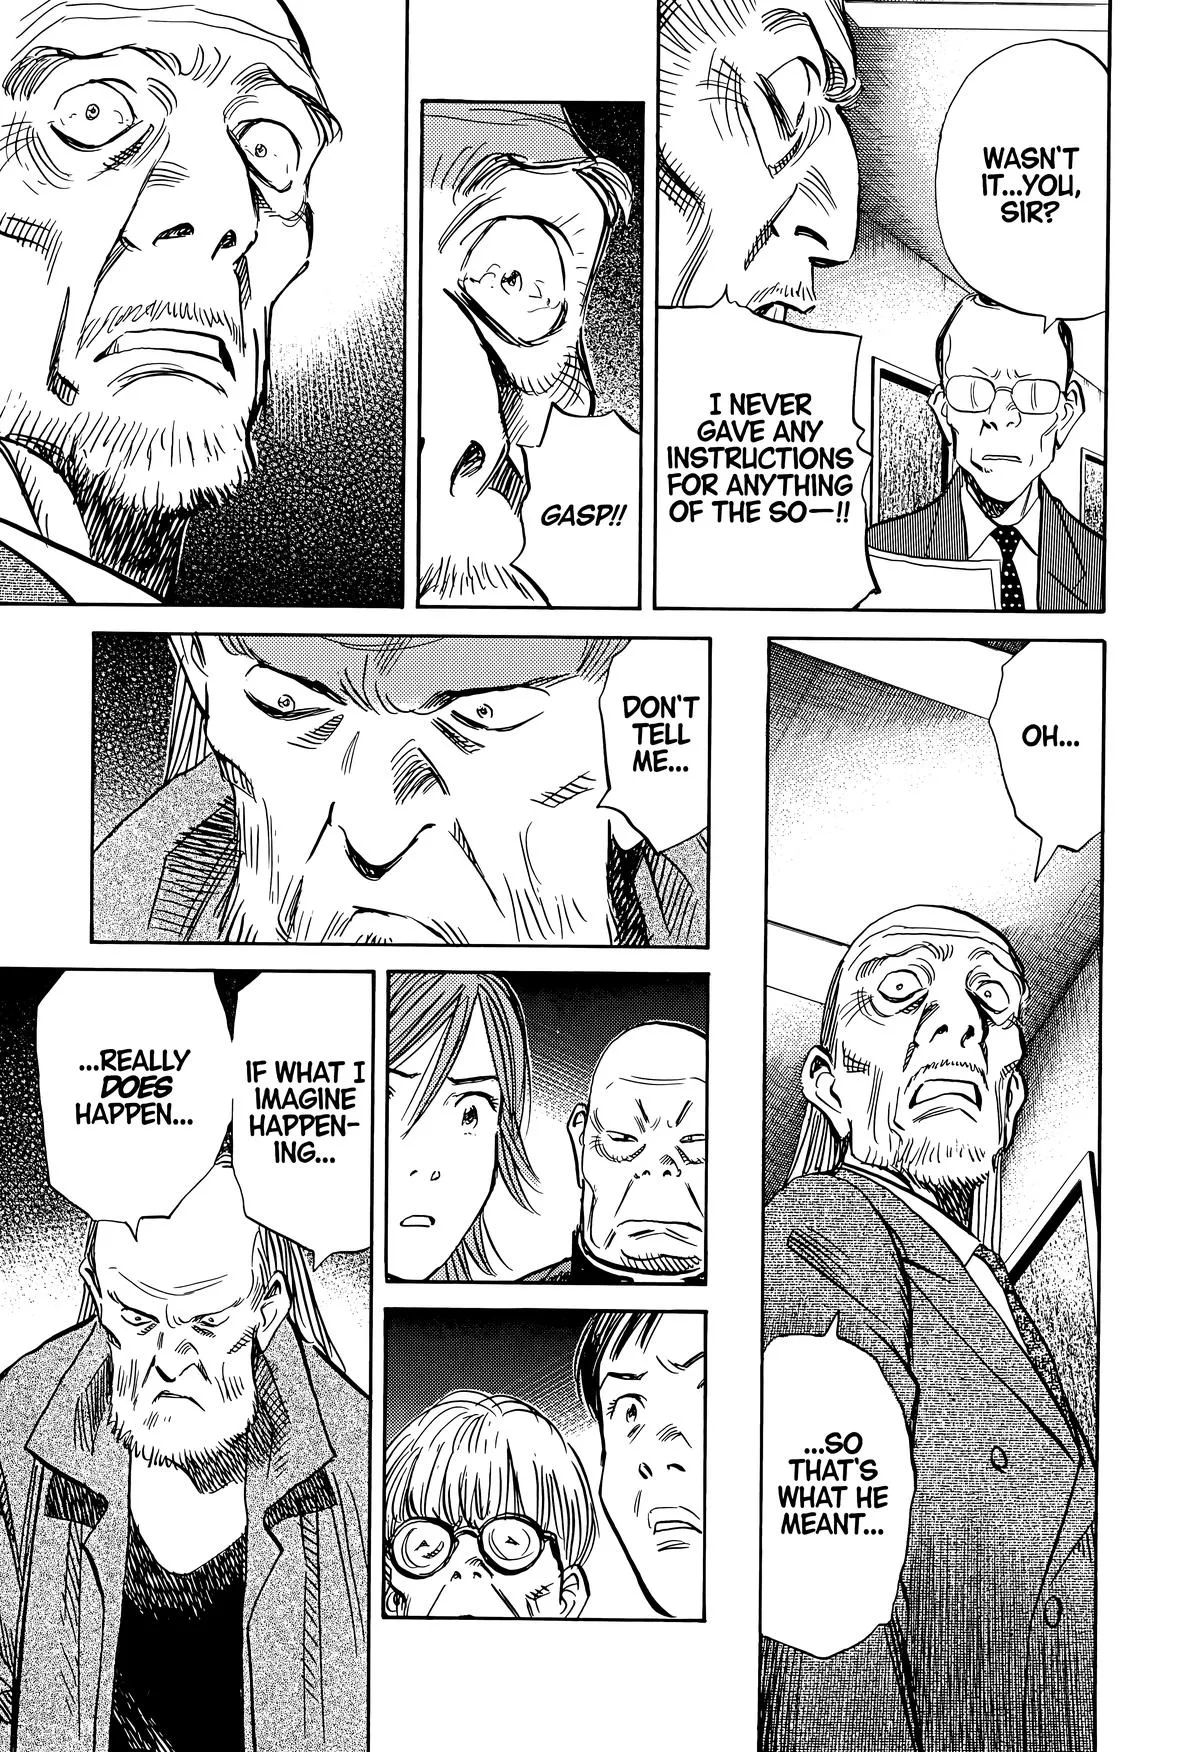 WASN'T
IT...YOU,
SIR?
I NEVER
GAVE ANY
INSTRUCTIONS
FOR ANYTHING
OF THE SO—!!
GASP!!
OH...
...SO
THAT'S
WHAT HE
MEANT...
DON'T
TELL
ME...
IF WHAT I
IMAGINE
HAPPEN-
ING...
...REALLY
DOES
HAPPEN...